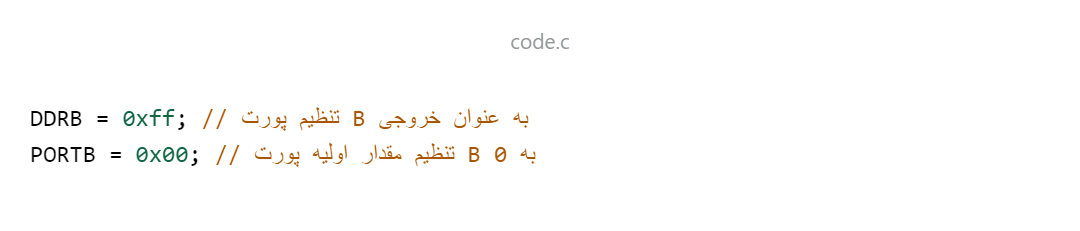 code.c
DDRB = 0xff; // تنظیم پورت B به عنوان خروجی
PORTB = 0x00; // تنظیم مقدار اولیه پورت B به 0